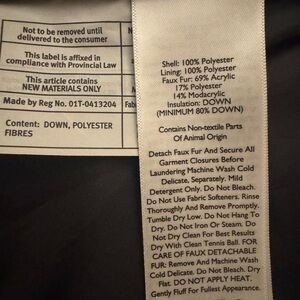 Not to be removed until
delivered to the consumer
This label is affixed in
compliance with Provincial Law
This article contains
NEW MATERIALS ONLY
Made by Reg No. 01T-0413204
Content: DOWN, POLYESTER
FIBRES
Shell: 100% Polyester
Lining: 100% Polyester
Faux Fur: 69% Acrylic
17% Polyester
14% Modacrylic
Insulation: DOWN
(MINIMUM 80% DOWN)
Contains Non-textile Parts
Of Animal Origin
Detach Faux Fur And Secure All
Garment Closures Before
Laundering Machine Wash Cold
Delicate, Separately. Mild
Detergent Only. Do Not Bleach.
Do Not Use Fabric Softeners. Rinse
Thoroughly And Remove Promptly.
Tumble Dry Low. Do Not Hang To
Dry. Do Not Iron Or Steam. Do
Not Dry Clean For Best Results
Dry With Clean Tennis Ball. FOR
CARE OF FAUX DETACHABLE
FUR: Remove And Machine Wash
Cold Delicate. Do Not Bleach. Dry
Flat. DO NOT APPLY HEAT.
Gently Fluff For Fullest Appearance.